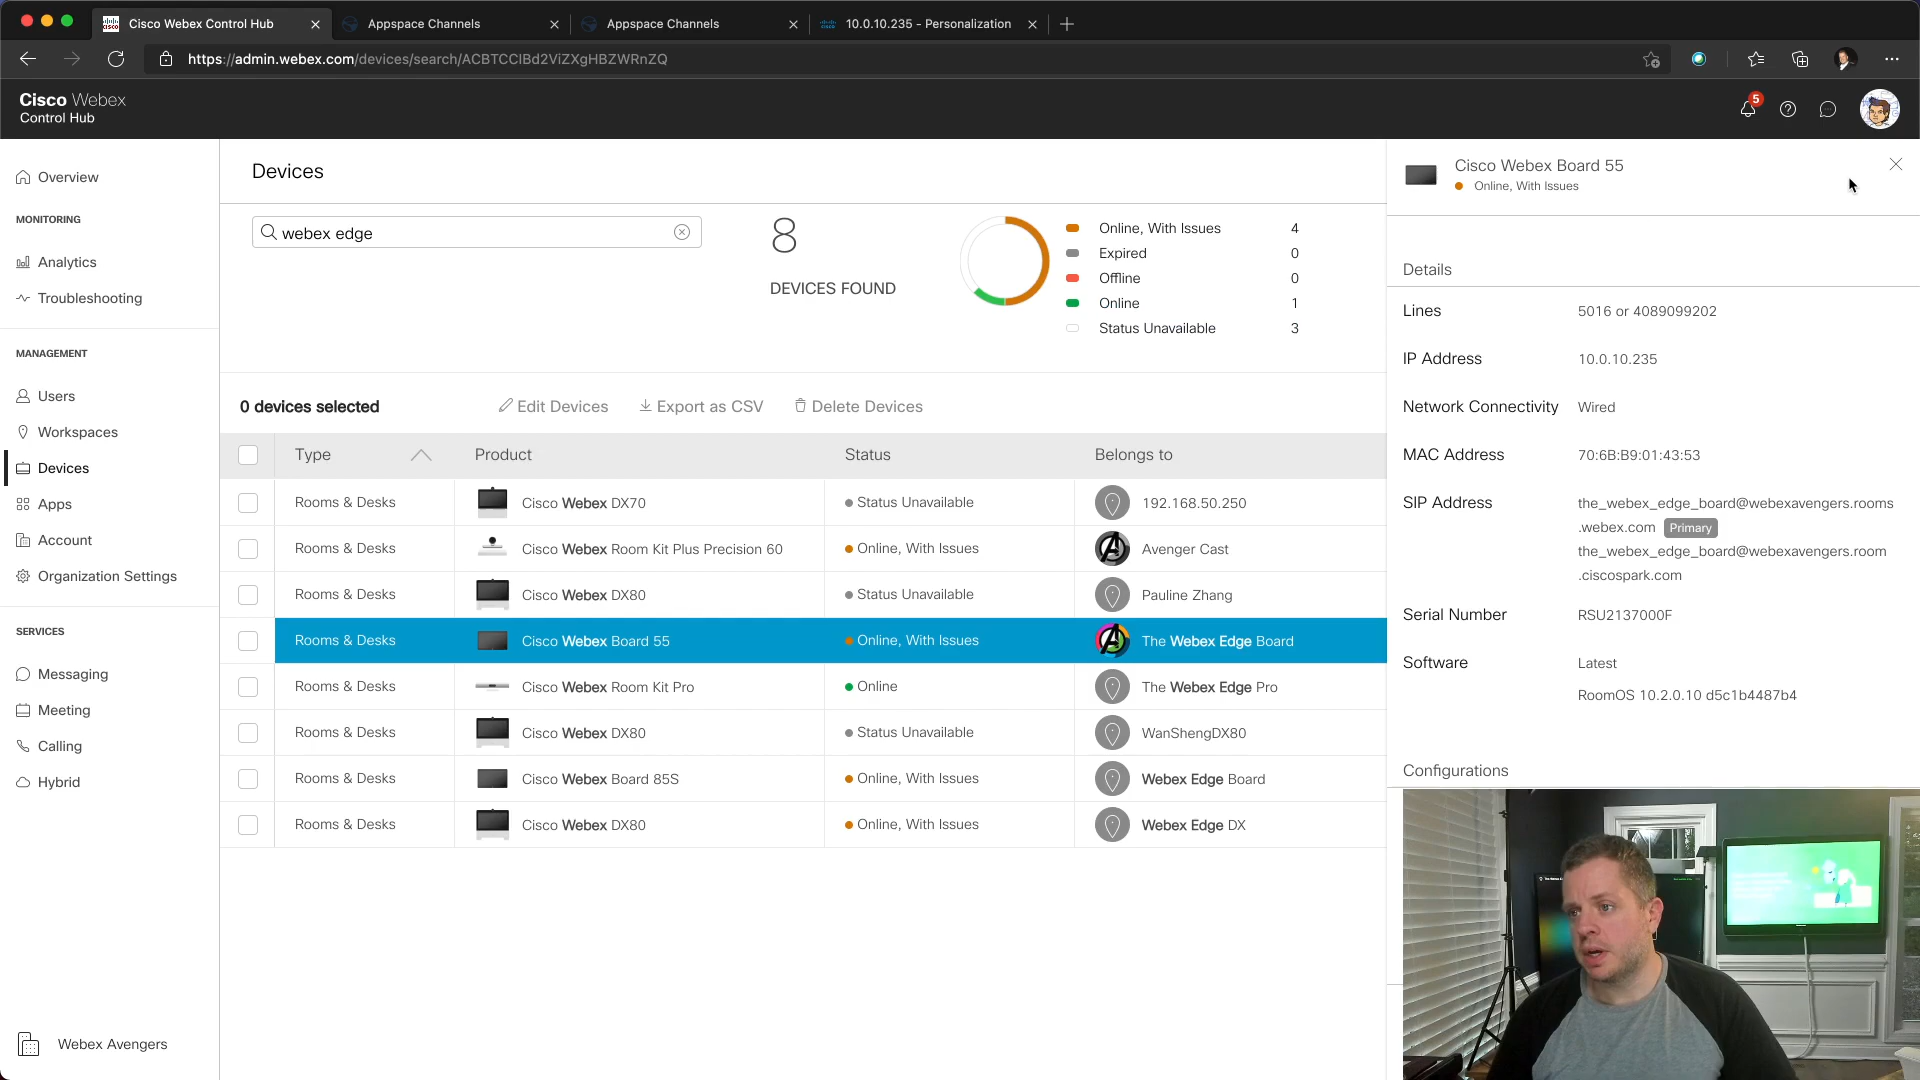 Cisco Webex Control Hub
Appspace Channels
Appspace Channels
10.0.10.235 - Personalization
https://admin.webex.com/devices/search/ACBTCCIBd2ViZXgHBZWRnZQ
Cisco Webex
Control Hub
5
Overview
MONITORING
Analytics
Troubleshooting
MANAGEMENT
Users
Workspaces
Devices
Apps
Account
Organization Settings
SERVICES
Messaging
Meeting
Calling
Hybrid
Webex Avengers
Devices
webex edge
8
DEVICES FOUND
Online, With Issues 4
Expired 0
Offline 0
Online 1
Status Unavailable 3
0 devices selected
Edit Devices
Export as CSV
Delete Devices
Type Product Status Belongs to
Rooms & Desks Cisco Webex DX70 Status Unavailable 192.168.50.250
Rooms & Desks Cisco Webex Room Kit Plus Precision 60 Online, With Issues Avenger Cast
Rooms & Desks Cisco Webex DX80 Status Unavailable Pauline Zhang
Rooms & Desks Cisco Webex Board 55 Online, With Issues The Webex Edge Board
Rooms & Desks Cisco Webex Room Kit Pro Online The Webex Edge Pro
Rooms & Desks Cisco Webex DX80 Status Unavailable WanShengDX80
Rooms & Desks Cisco Webex Board 85S Online, With Issues Webex Edge Board
Rooms & Desks Cisco Webex DX80 Online, With Issues Webex Edge DX
Cisco Webex Board 55
Online, With Issues
Details
Lines 5016 or 4089099202
IP Address 10.0.10.235
Network Connectivity Wired
MAC Address 70:6B:B9:01:43:53
SIP Address the_webex_edge_board@webexavengers.rooms
.webex.com Primary
the_webex_edge_board@webexavengers.room
.ciscospark.com
Serial Number RSU2137000F
Software Latest
RoomOS 10.2.0.10 d5c1b4487b4
Configurations